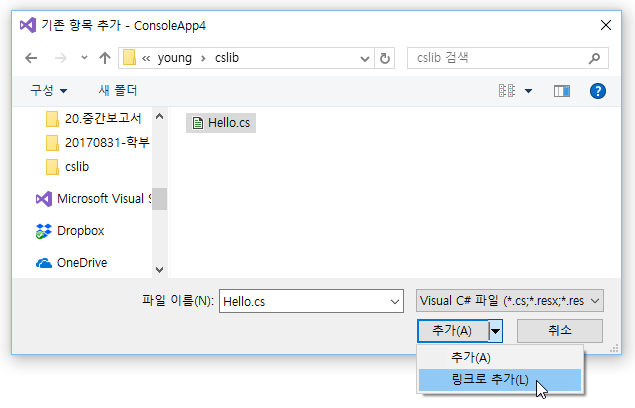 기존 항목 추가 - ConsoleApp4
« young > cslib
cslib 검색
구성
새 폴더
20.중간보고서
20170831-학부
cslib
Microsoft Visual S
Dropbox
OneDrive
Hello.cs
파일 이름(N):
Hello.cs
Visual C# 파일 (*.cs;*.resx;*.res
추가(A)
취소
추가(A)
링크로 추가(L)